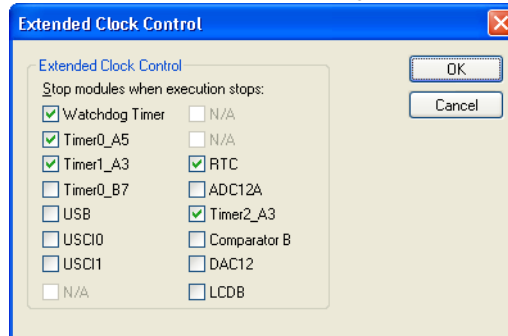 Extended Clock Control
Extended Clock Control
Stop modules when execution stops:
Watchdog Timer
Timer0_A5
Timer1_A3
Timer0_B7
USB
USCI0
USCI1
N/A
N/A
N/A
RTC
ADC12A
Timer2_A3
Comparator B
DAC12
LCDB
OK
Cancel